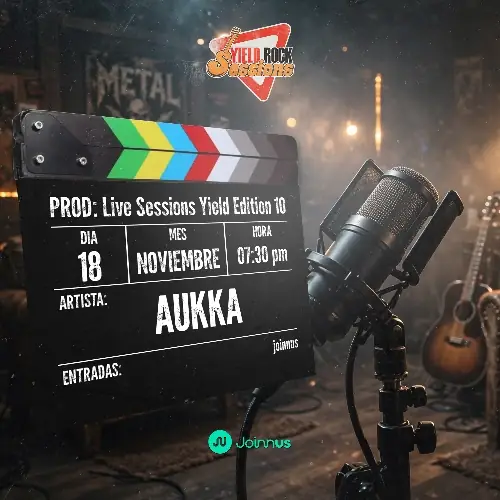 YIELD ROCK
Sessions
METAL
PROD: Live Sessions Yield Edition 10
DIA
MES
HORA
18
NOVIEMBRE
07:30 pm
ARTISTA:
AUKKA
joinnus
ENTRADAS:
JU Joinnus